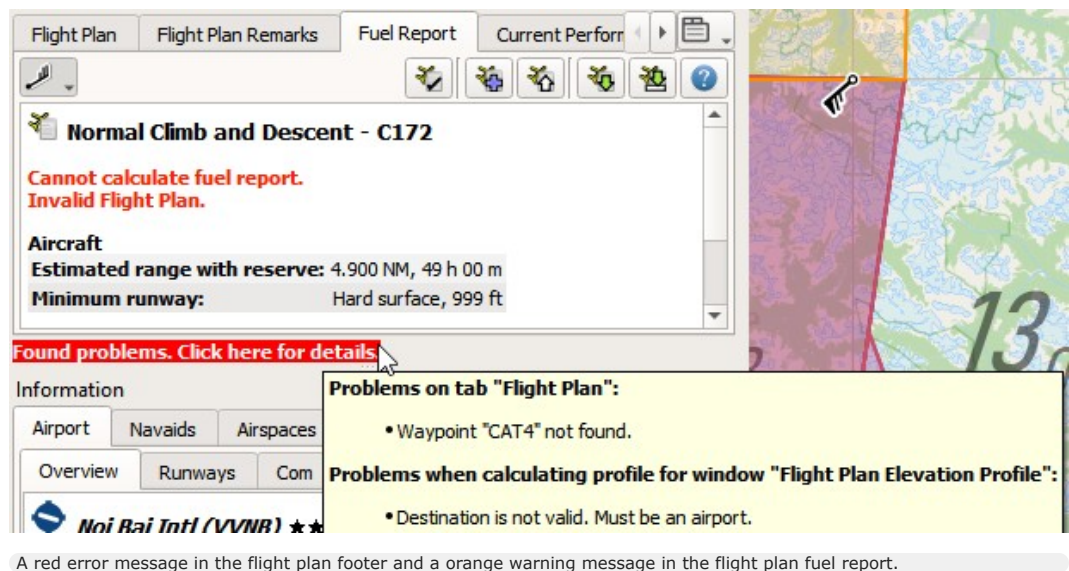 Flight Plan Flight Plan Remarks Fuel Report Current Perform
Normal Climb and Descent - C172
Cannot calculate fuel report.
Invalid Flight Plan.
Aircraft
Estimated range with reserve: 4.900 NM, 49 h 00 m
Minimum runway: Hard surface, 999 ft
Found problems. Click here for details.
Information
Airport Navaids Airspaces
Overview Runways Com
Noi Bai Intl (VVNB) ★★
Problems on tab "Flight Plan":
• Waypoint "CAT4" not found.
Problems when calculating profile for window "Flight Plan Elevation Profile":
• Destination is not valid. Must be an airport.
13
A red error message in the flight plan footer and a orange warning message in the flight plan fuel report.